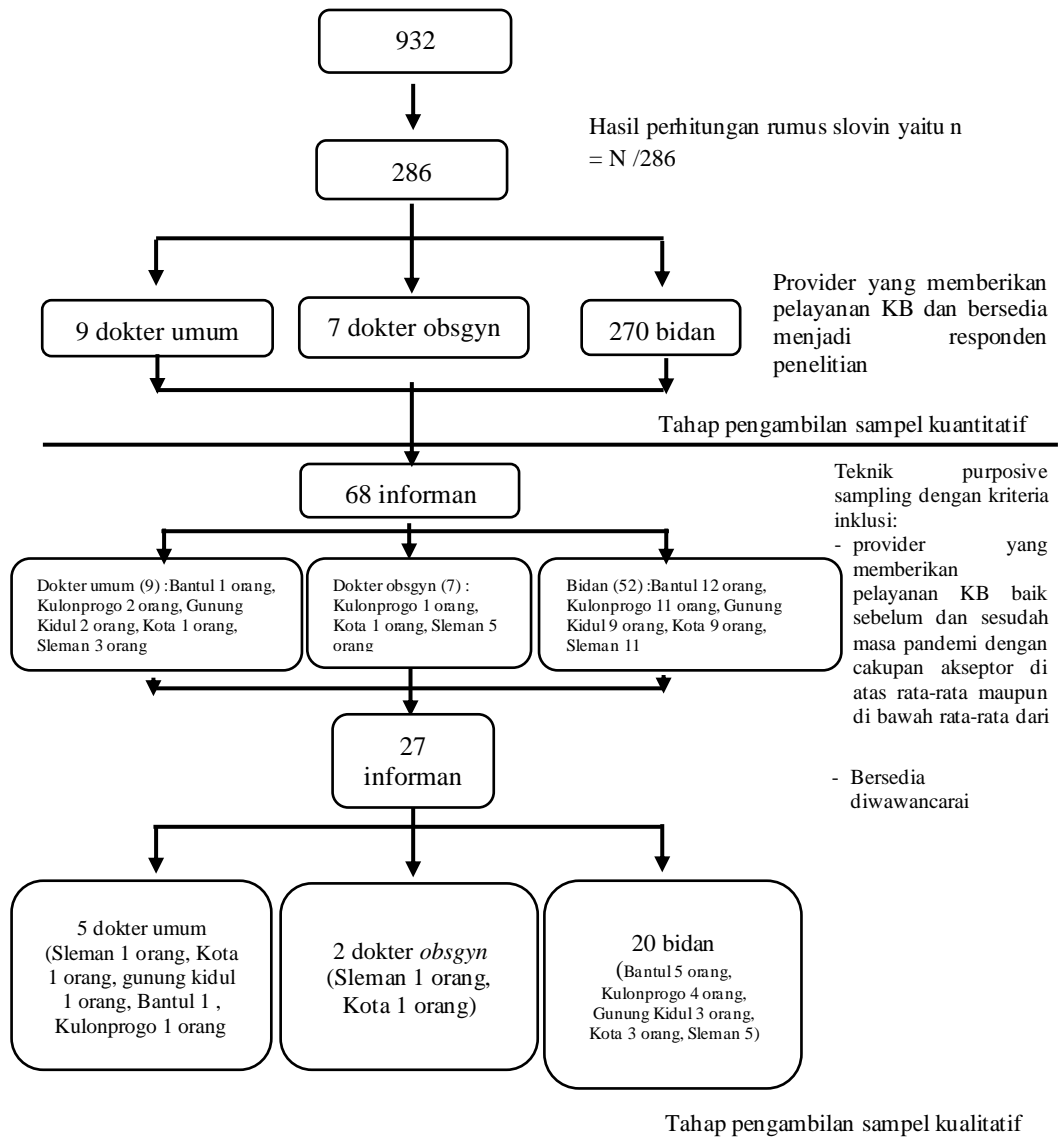 932
Hasil perhitungan rumus slovin yaitu n
= N /286
286
Provider yang memberikan
pelayanan KB dan bersedia
menjadi responden
penelitian
9 dokter umum
7 dokter obsgyn
270 bidan
Tahap pengambilan sampel kuantitatif
68 informan
Teknik purposive
sampling dengan kriteria
inklusi:
- provider yang
memberikan
pelayanan KB baik
sebelum dan sesudah
masa pandemi dengan
cakupan akseptor di
atas rata-rata maupun
di bawah rata-rata dari
- Bersedia
diwawancarai
Dokter umum (9) :Bantul 1 orang,
Kulonprogo 2 orang, Gunung
Kidul 2 orang, Kota 1 orang,
Sleman 3 orang
Dokter obsgyn (7) :
Kulonprogo 1 orang,
Kota 1 orang, Sleman 5
orang
Bidan (52) :Bantul 12 orang,
Kulonprogo 11 orang, Gunung
Kidul 9 orang, Kota 9 orang,
Sleman 11
27
informan
5 dokter umum
(Sleman 1 orang, Kota
1 orang, gunung kidul
1 orang, Bantul 1 ,
Kulonprogo 1 orang
2 dokter obsgyn
(Sleman 1 orang,
Kota 1 orang)
20 bidan
(Bantul 5 orang,
Kulonprogo 4 orang,
Gunung Kidul 3 orang,
Kota 3 orang, Sleman 5)
Tahap pengambilan sampel kualitatif